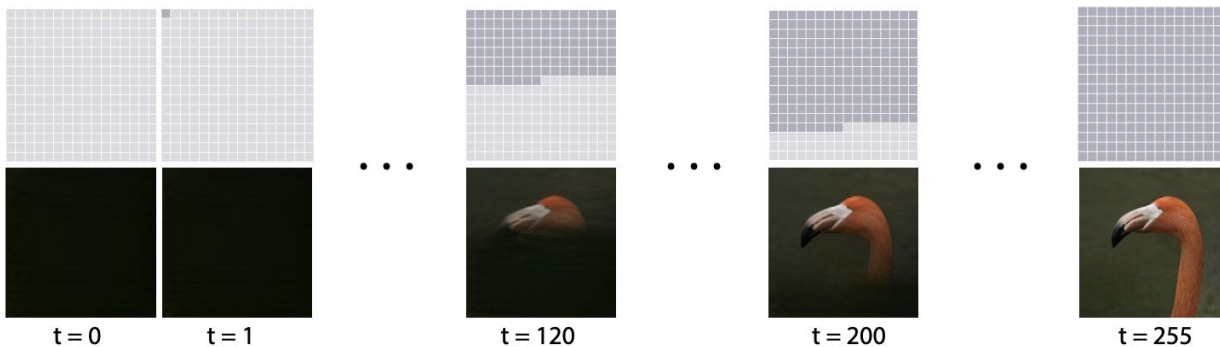 t = 0
t = 1
t = 120
t = 200
t = 255